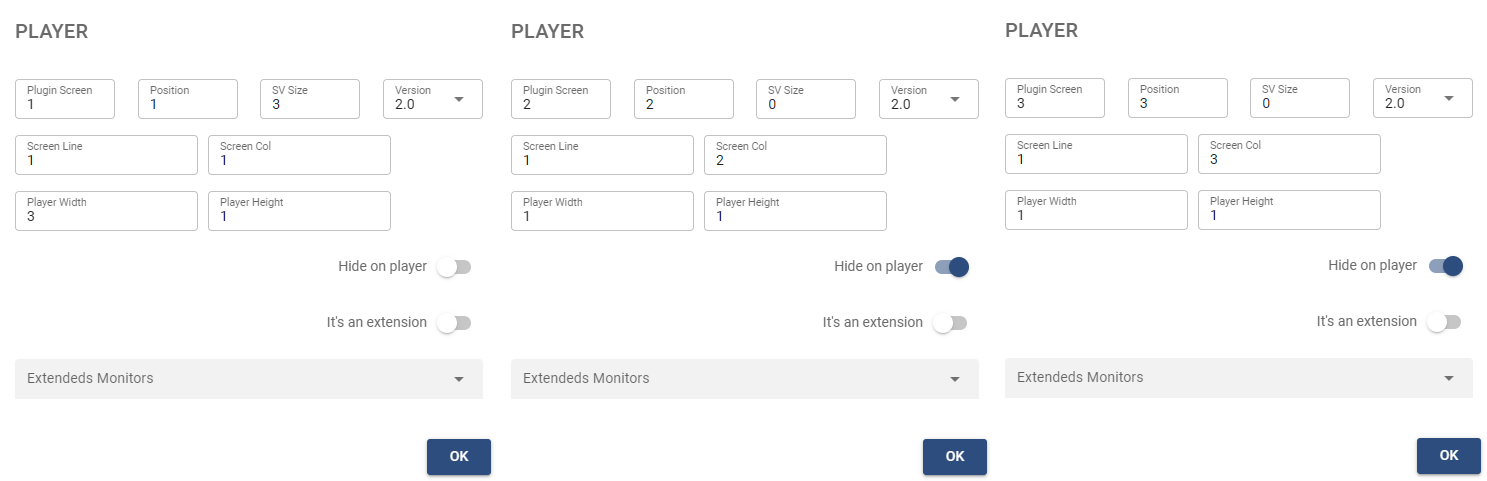 PLAYER
Plugin Screen Position SV Size Version
1 1 3 2.0
Screen Line Screen Col
1 1
Player Width Player Height
3 1
Hide on player
It's an extension
Extendeds Monitors
OK
PLAYER
Plugin Screen Position SV Size Version
2 2 0 2.0
Screen Line Screen Col
1 2
Player Width Player Height
1 1
Hide on player
It's an extension
Extendeds Monitors
OK
PLAYER
Plugin Screen Position SV Size Version
3 3 0 2.0
Screen Line Screen Col
1 3
Player Width Player Height
1 1
Hide on player
It's an extension
Extendeds Monitors
OK